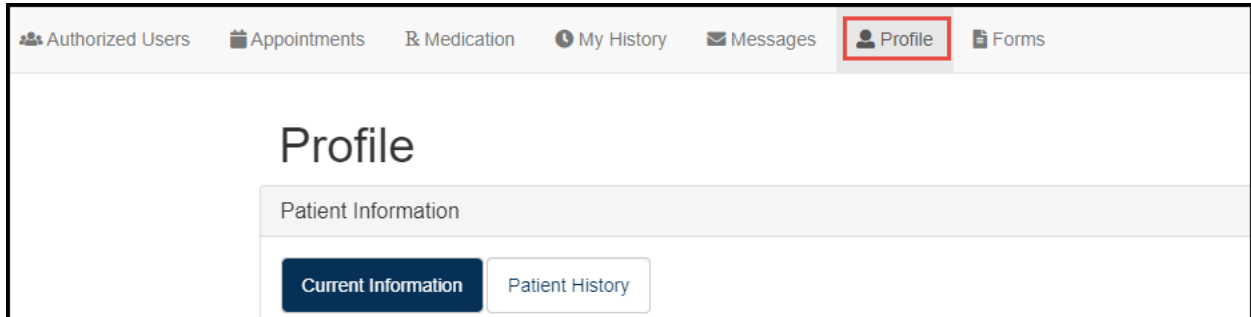 Authorized Users Appointments ℞ Medication My History Messages Profile Forms
Profile
Patient Information
Current Information Patient History